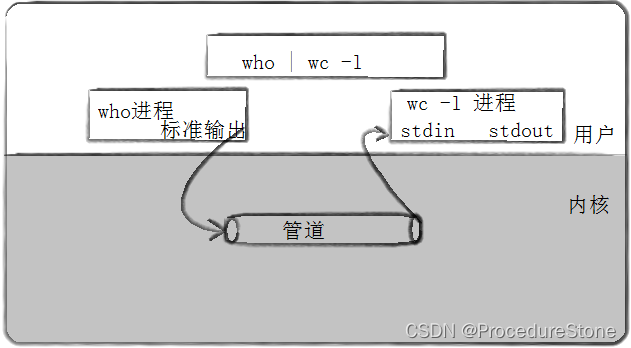 who | wc -l
who进程
标准输出
wc -l 进程
stdin stdout
用户
内核
管道
CSDN @ProcedureStone